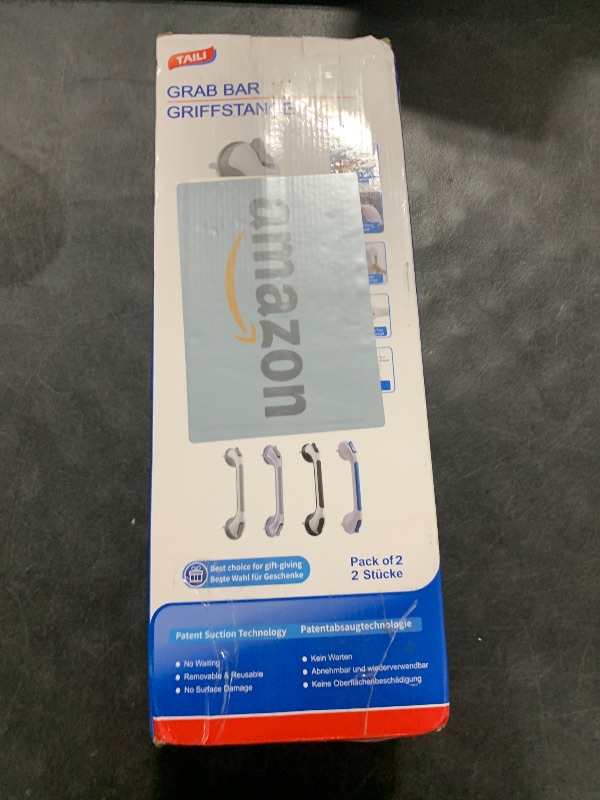 TAILI
GRAB BAR
GRIFFSTANGE
amazon
Best choice for gift-giving
Beste Wahl für Geschenke
Pack of 2
2 Stücke
Patent Suction Technology
Patentabsaugtechnologie
No Waiting
Removable & Reusable
No Surface Damage
Kein Warten
Abnehmbar und wiederverwendbar
Keine Oberflächenbeschädigung